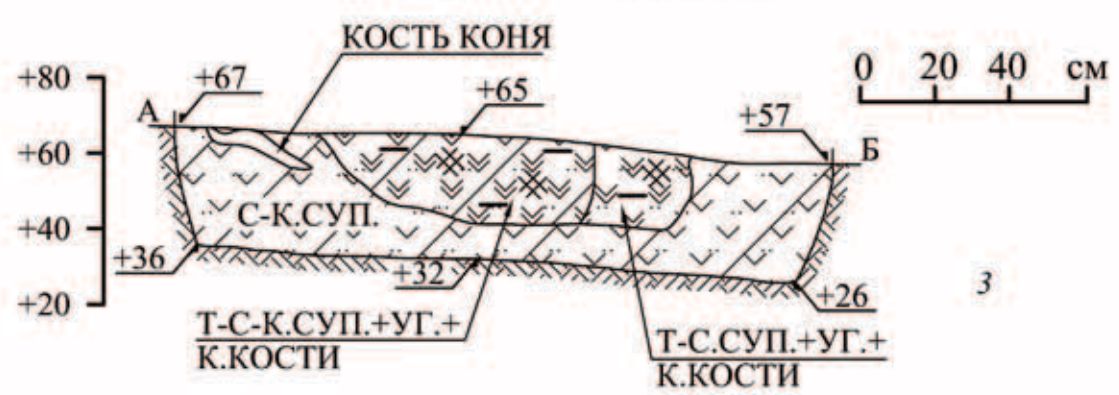 КОСТЬ КОНЯ
0 20 40 см
+80
+67
+65
+57
А
Б
+60
С-К.СУП.
+40
+36
+32
+26
+20
3
Т-С-К.СУП.+УГ.+
К.КОСТИ
Т-С.СУП.+УГ.+
К.КОСТИ